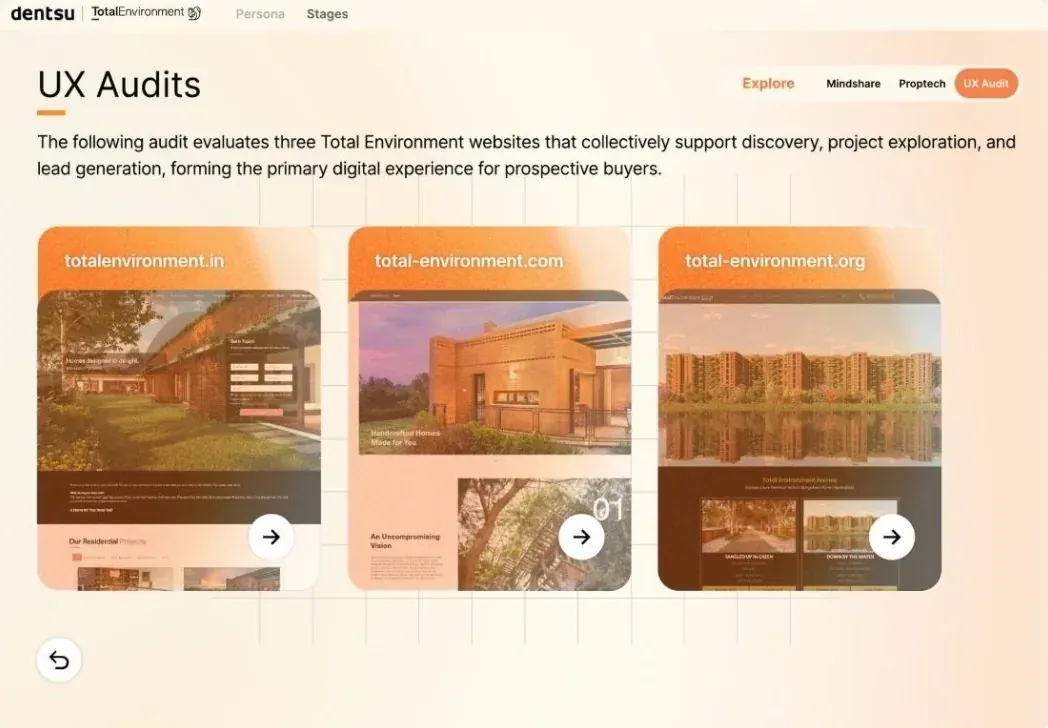 dentsu TotalEnvironment Persona Stages
UX Audits
Explore Mindshare Proptech UX Audit
The following audit evaluates three Total Environment websites that collectively support discovery, project exploration, and
lead generation, forming the primary digital experience for prospective buyers.
totalenvironment.in
Homes designed to delight.
Our Residential Projects
total-environment.com
Handcrafted Homes
Made for You
01
An Uncompromising
Vision
total-environment.org
Total Environment Homes
TANGLED UP IN GREEN
DOWN BY THE WATER